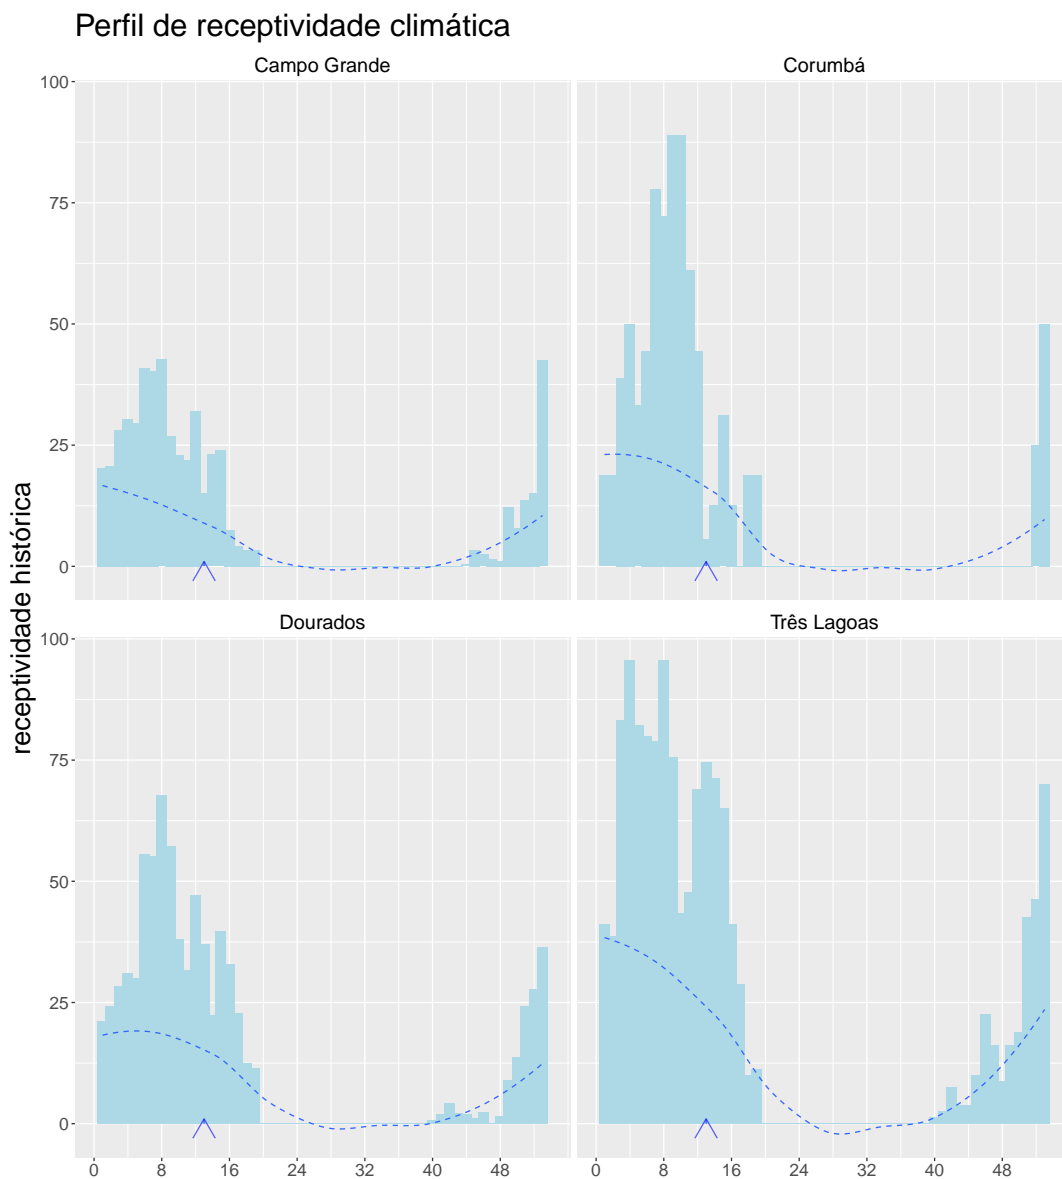 Perfil de receptividade climática
Campo Grande
Corumbá
100
75
50
25
0
Dourados
Três Lagoas
100
75
50
25
0
receptividade histórica
0 8 16 24 32 40 48
0 8 16 24 32 40 48